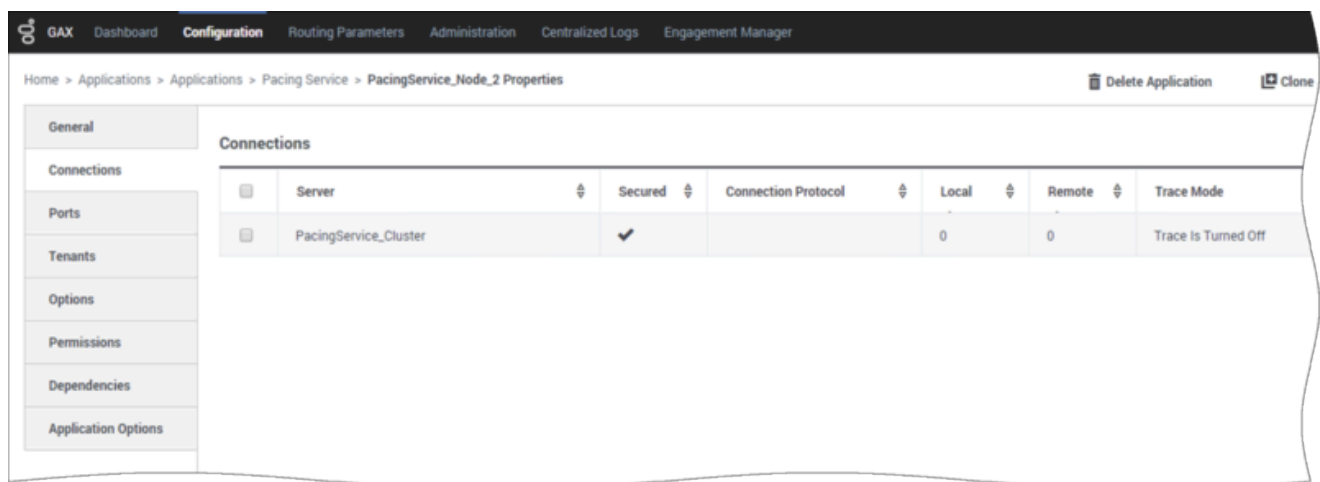 GAX Dashboard Configuration Routing Parameters Administration Centralized Logs Engagement Manager
Home > Applications > Applications > Pacing Service > PacingService_Node_2 Properties Delete Application Clone
General
Connections
Connections
Server Secured Connection Protocol Local Remote Trace Mode
Ports
PacingService_Cluster 0 0 Trace Is Turned Off
Tenants
Options
Permissions
Dependencies
Application Options